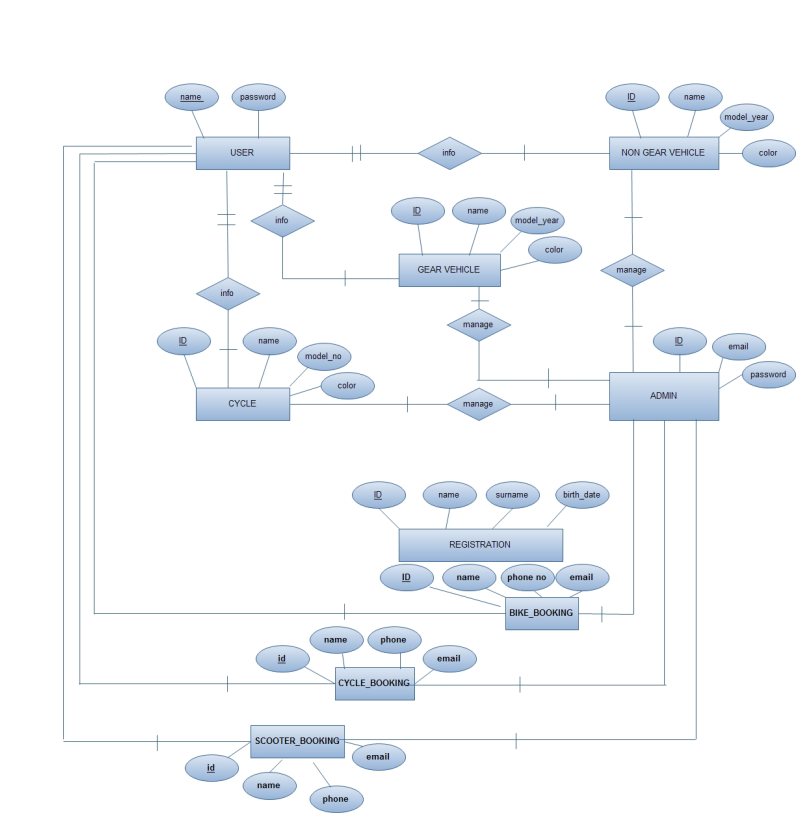 name password
ID name
model_year
USER info NON GEAR VEHICLE color
info ID name model_year
color
GEAR VEHICLE manage
info
manage
ID name model_no
color
ID email
password
CYCLE manage ADMIN
ID name surname birth_date
REGISTRATION
ID name phone no email
BIKE_BOOKING
name phone
id email
CYCLE_BOOKING
SCOOTER_BOOKING
id email
name
phone